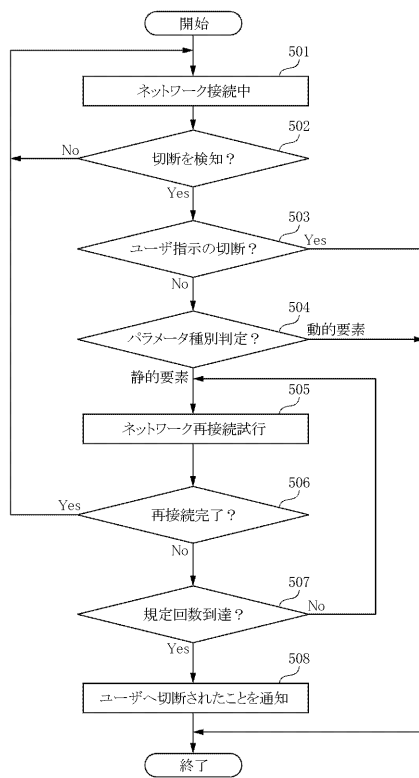 開始
501
ネットワーク接続中
502
切断を検知？
No
Yes
503
ユーザ指示の切断？
Yes
No
504
パラメータ種別判定？
動的要素
静的要素
505
ネットワーク再接続試行
506
再接続完了？
Yes
No
507
規定回数到達？
No
Yes
508
ユーザへ切断されたことを通知
終了